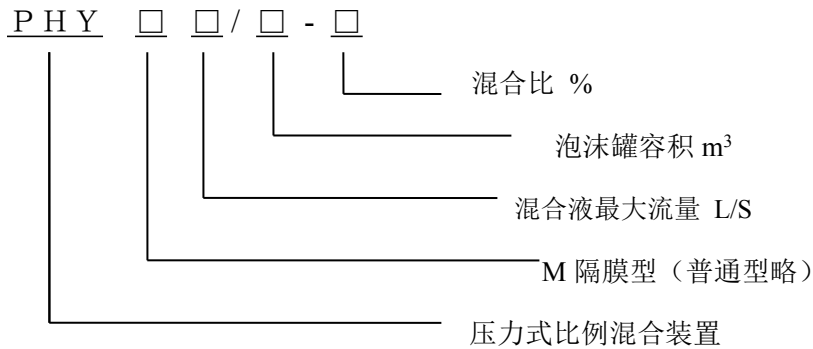 PHY □ □ / □ - □
混合比 %
泡沫罐容积 m³
混合液最大流量 L/S
M 隔膜型（普通型略）
压力式比例混合装置